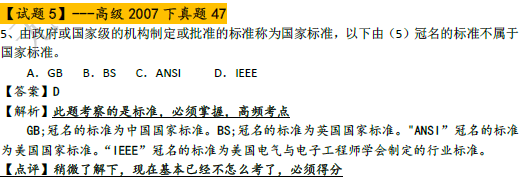 【试题 5】---高级 2007 下真题 47
5、由政府或国家级的机构制定或批准的标准称为国家标准，以下由（5）冠名的标准不属于
国家标准。
A．GB B．BS C．ANSI D．IEEE
【答案】D
【解析】此题考察的是标准，必须掌握，高频考点
GB;冠名的标准为中国国家标准。BS;冠名的标准为英国国家标准。"ANSI”冠名的标准
为美国国家标准。“IEEE”冠名的标准为美国电气与电子工程师学会制定的行业标准。
【点评】稍微了解下，现在基本已经不怎么考了，必须得分